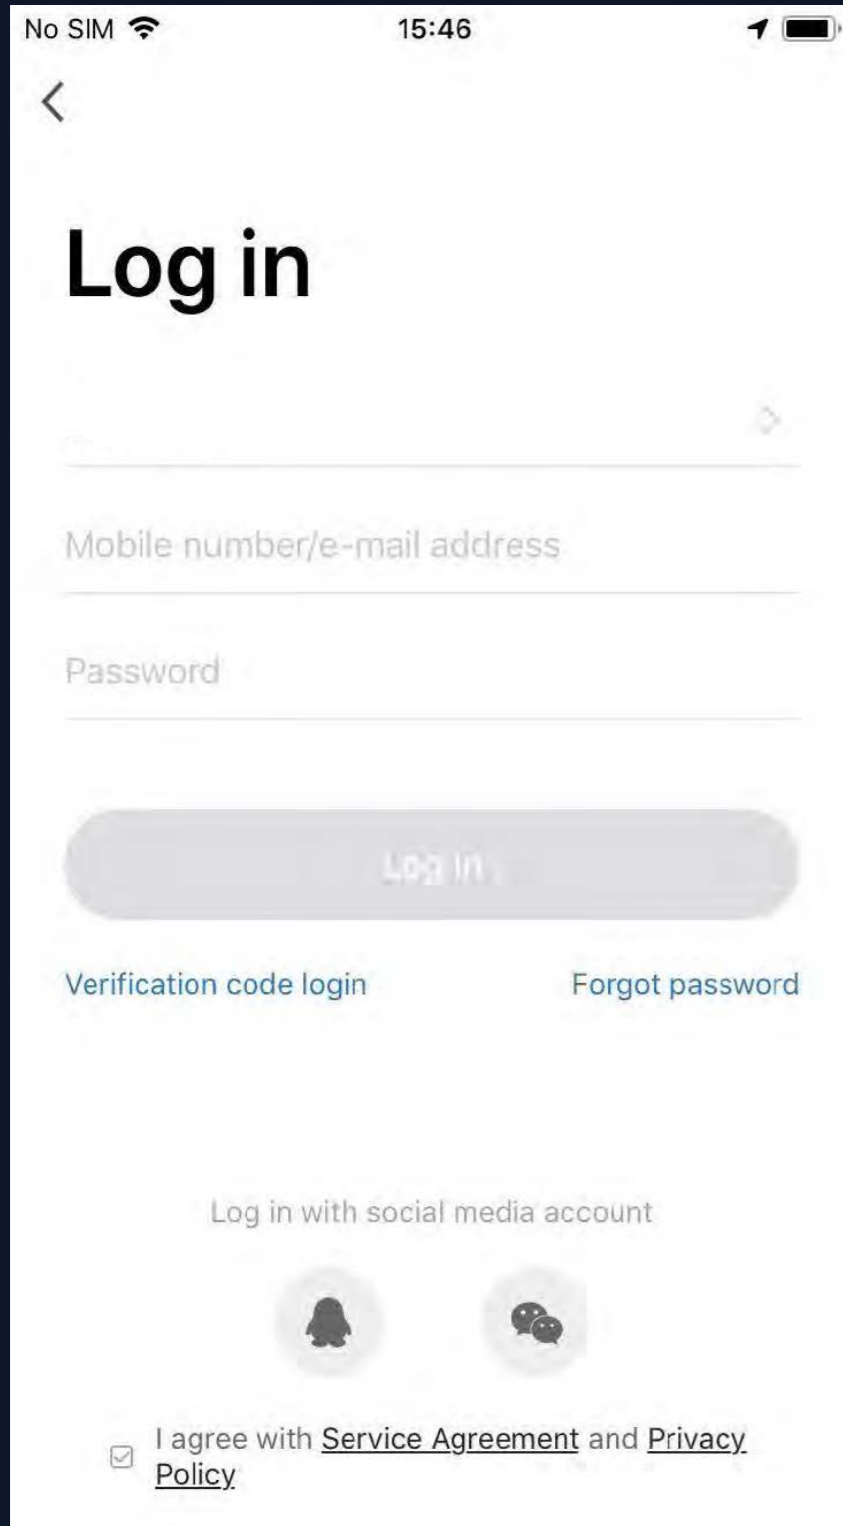 No SIM
15:46
Log in
Mobile number/e-mail address
Password
Log in
Verification code login
Forgot password
Log in with social media account
I agree with Service Agreement and Privacy
Policy